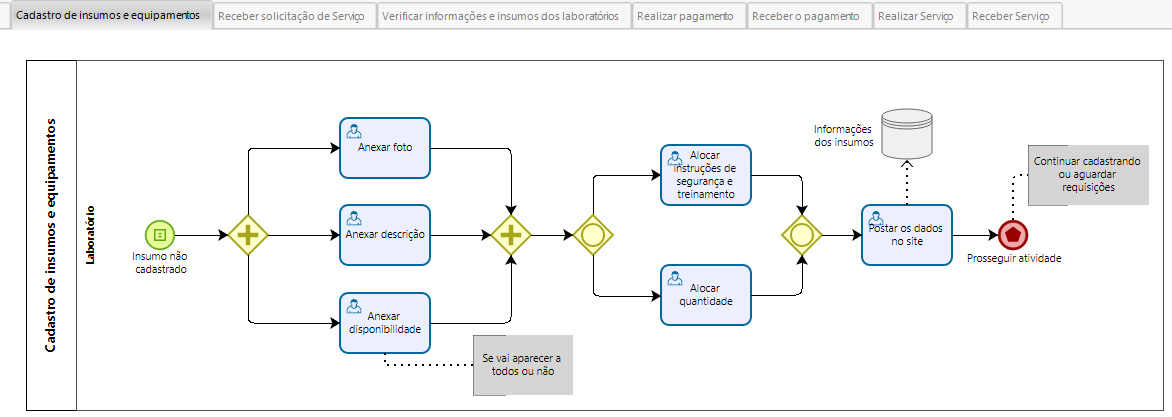 Cadastro de insumos e equipamentos
Receber solicitação de Serviço
Verificar informações e insumos dos laboratórios
Realizar pagamento
Receber o pagamento
Realizar Serviço
Receber Serviço
Cadastro de insumos e equipamentos
Laboratório
Insumo não
cadastrado
Anexar foto
Anexar descrição
Anexar
disponibilidade
Se vai aparecer a
todos ou não
Alocar
instruções de
segurança e
treinamento
Alocar
quantidade
Informações
dos insumos
Postar os dados
no site
Continuar cadastrando
ou aguardar
requisições
Prosseguir atividade